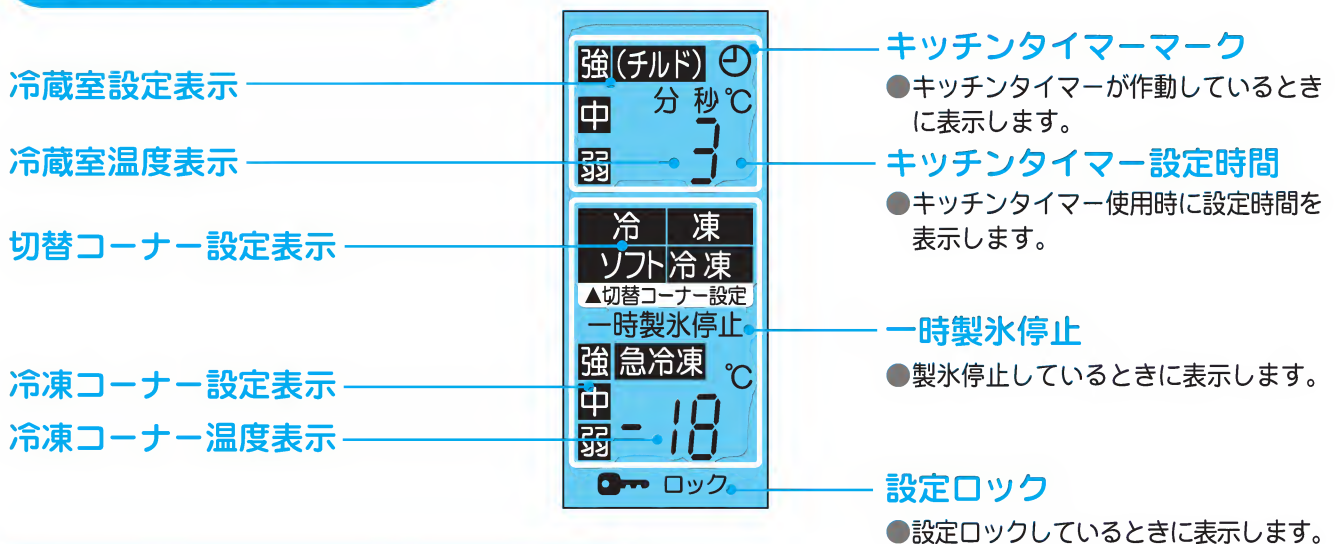 冷蔵室設定表示
冷蔵室温度表示
切替コーナー設定表示
冷凍コーナー設定表示
冷凍コーナー温度表示
強(チルド)
分 秒℃
中
3
弱
冷 凍
ソフト冷凍
▲切替コーナー設定
一時製氷停止
強 急冷凍
℃
中
-18
弱
ロック
キッチンタイマーマーク
●キッチンタイマーが作動しているとき
に表示します。
キッチンタイマー設定時間
●キッチンタイマー使用時に設定時間を
表示します。
一時製氷停止
●製氷停止しているときに表示します。
設定ロック
●設定ロックしているときに表示します。